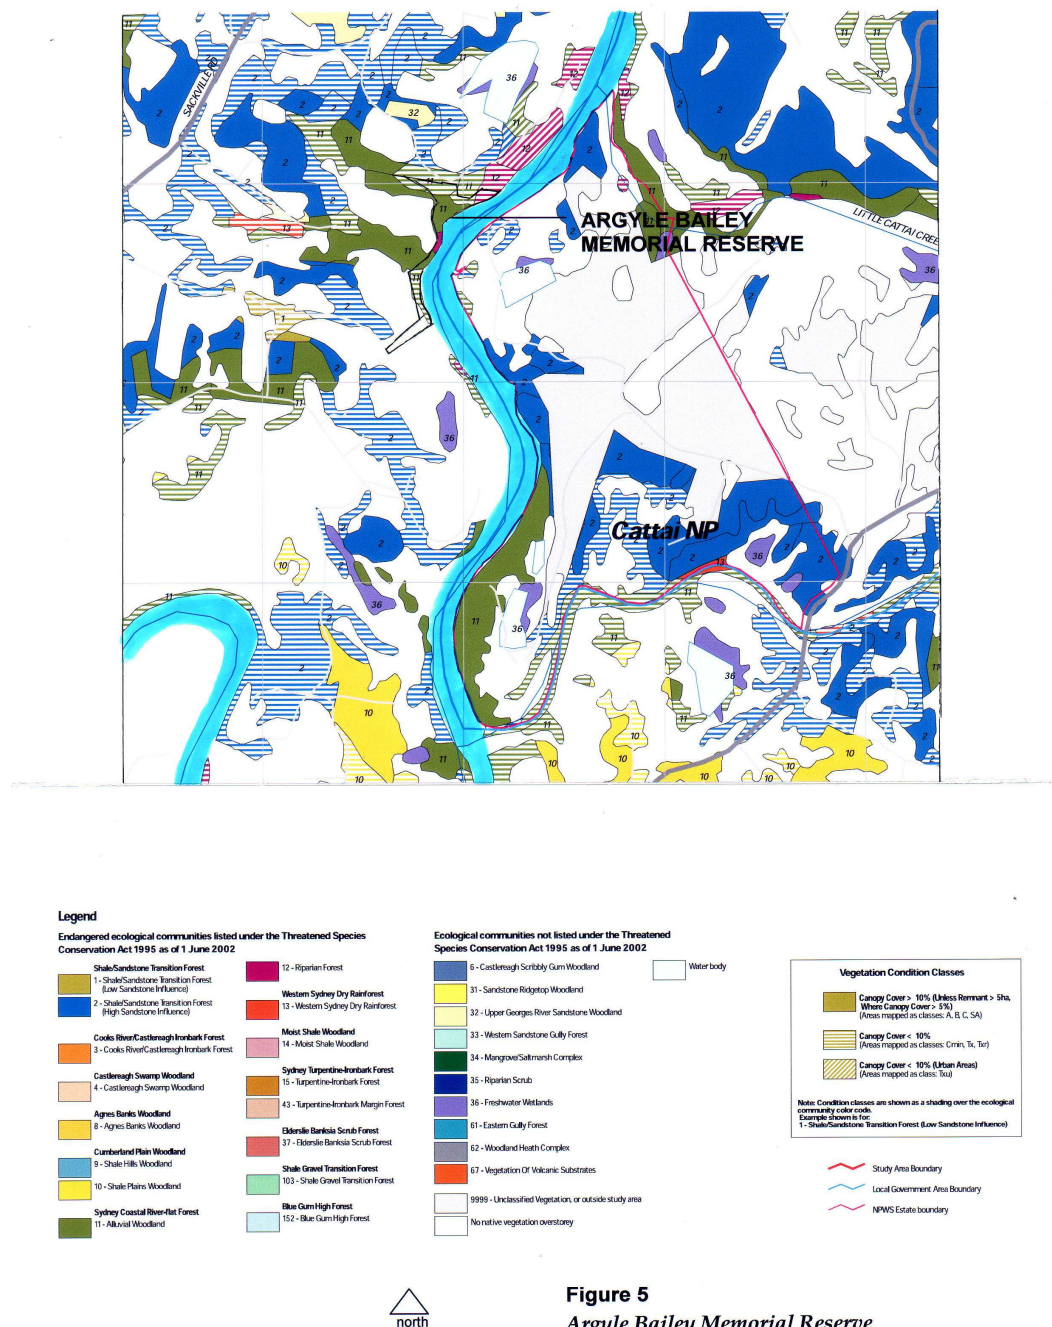 SACKVILLE RD
ARGYLE BAILEY
MEMORIAL RESERVE
LITTLE CATTAI CREE
Cattai NP
Legend
Endangered ecological communities listed under the Threatened Species
Conservation Act 1995 as of 1 June 2002
Shale/Sandstone Transition Forest
1 - Shale/Sandstone Transition Forest
(Low Sandstone Influence)
2 - Shale/Sandstone Transition Forest
(High Sandstone Influence)
Cooks River/Castlereagh Ironbark Forest
3 - Cooks River/Castlereagh Ironbark Forest
Castlereagh Swamp Woodland
4 - Castlereagh Swamp Woodland
Agnes Banks Woodland
8 - Agnes Banks Woodland
Cumberland Plain Woodland
9 - Shale Hills Woodland
10 - Shale Plains Woodland
Sydney Coastal River-flat Forest
11 - Alluvial Woodland
12 - Riparian Forest
Western Sydney Dry Rainforest
13 - Western Sydney Dry Rainforest
Moist Shale Woodland
14 - Moist Shale Woodland
Sydney Turpentine-Ironbark Forest
15 - Turpentine-Ironbark Forest
43 - Turpentine-Ironbark Margin Forest
Elderslie Banksia Scrub Forest
37 - Elderslie Banksia Scrub Forest
Shale Gravel Transition Forest
103 - Shale Gravel Transition Forest
Blue Gum High Forest
152 - Blue Gum High Forest
Ecological communities not listed under the Threatened
Species Conservation Act 1995 as of 1 June 2002
6 - Castlereagh Scribbly Gum Woodland
31 - Sandstone Ridgetop Woodland
32 - Upper Georges River Sandstone Woodland
33 - Western Sandstone Gully Forest
34 - Mangrove/Saltmarsh Complex
35 - Riparian Scrub
36 - Freshwater Wetlands
61 - Eastern Gully Forest
62 - Woodland Heath Complex
67 - Vegetation Of Volcanic Substrates
9999 - Unclassified Vegetation, or outside study area
No native vegetation overstorey
Water body
Vegetation Condition Classes
Canopy Cover > 10% (Unless Remnant > 5ha,
Where Canopy Cover > 5%)
(Areas mapped as classes: A, B, C, SA)
Canopy Cover < 10%
(Areas mapped as classes: Cmin, Tx, Txr)
Canopy Cover < 10% (Urban Areas)
(Areas mapped as class: Txu)
Note: Condition classes are shown as a shading over the ecological
community color code.
Example shown is for:
1 - Shale/Sandstone Transition Forest (Low Sandstone Influence)
Study Area Boundary
Local Government Area Boundary
NPWS Estate boundary
north
Figure 5
Argyle Bailey Memorial Reserve